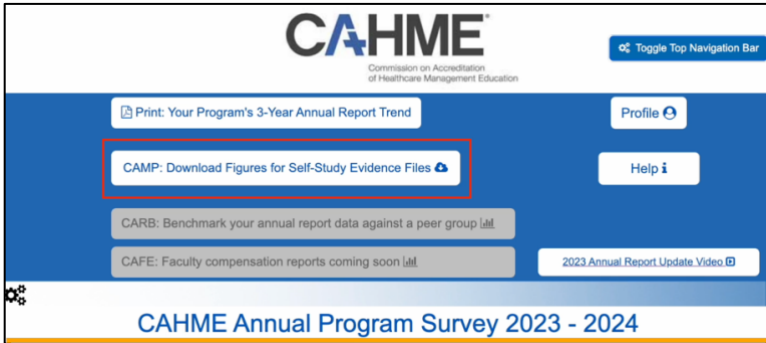 CAHME
Commission on Accreditation
of Healthcare Management Education
Toggle Top Navigation Bar
Print: Your Program's 3-Year Annual Report Trend
Profile
CAMP: Download Figures for Self-Study Evidence Files
Help
CARB: Benchmark your annual report data against a peer group
CAFE: Faculty compensation reports coming soon
2023 Annual Report Update Video
CAHME Annual Program Survey 2023 - 2024